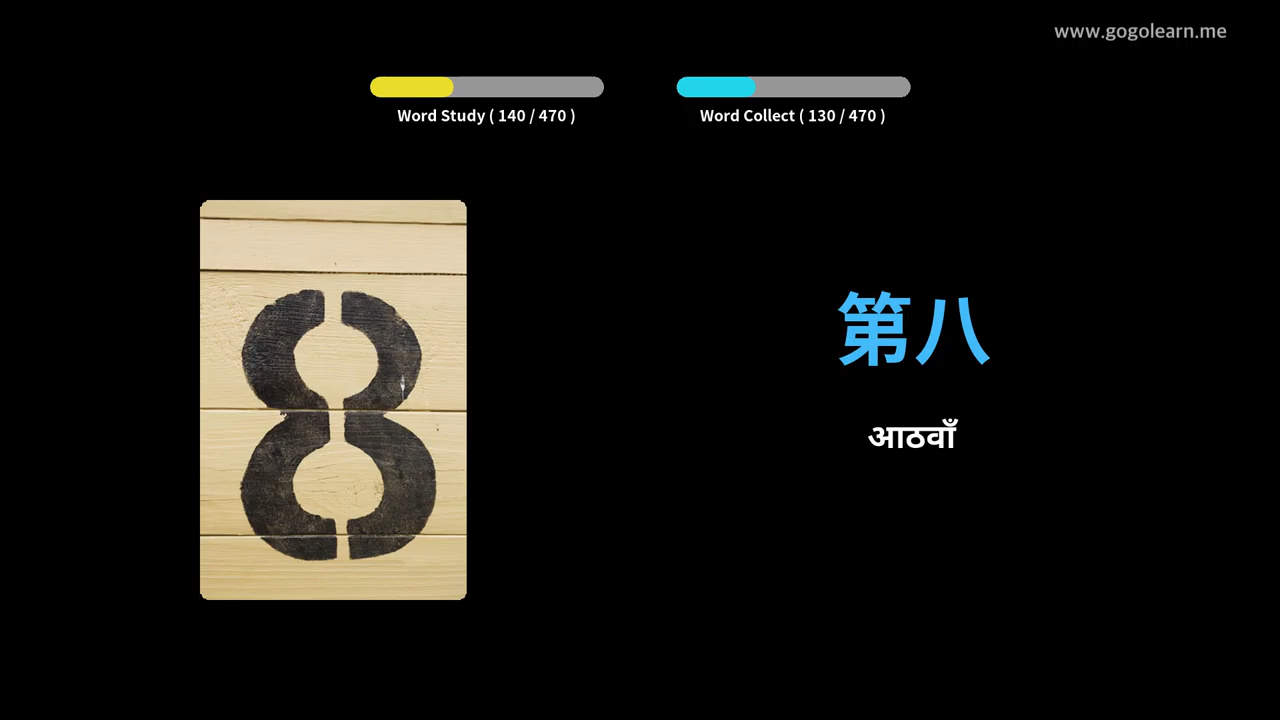 www.gogolearn.me
Word Study ( 140 / 470 )
Word Collect ( 130 / 470 )
8
第八
आठवाँ